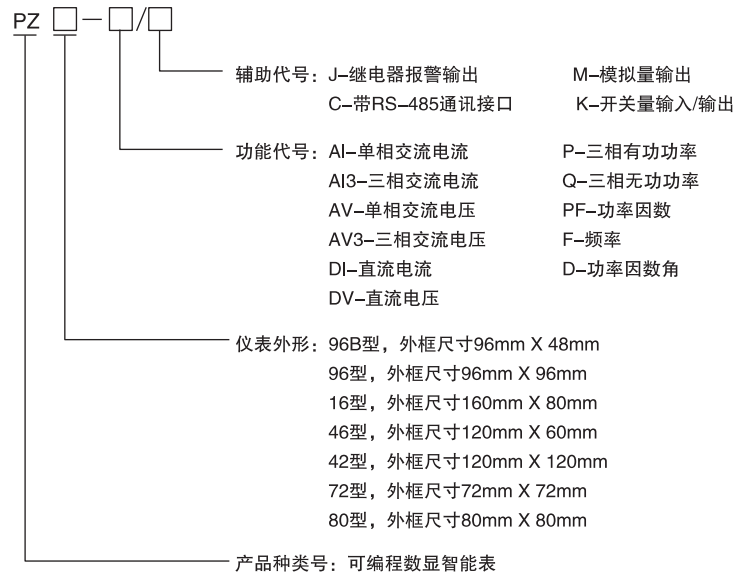 PZ □－□/□
辅助代号：J–继电器报警输出 M–模拟量输出
C–带RS–485通讯接口 K–开关量输入/输出
功能代号：AI–单相交流电流 P–三相有功功率
AI3–三相交流电流 Q–三相无功功率
AV–单相交流电压 PF–功率因数
AV3–三相交流电压 F–频率
DI–直流电流 D–功率因数角
DV–直流电压
仪表外形：96B型，外框尺寸96mm X 48mm
96型，外框尺寸96mm X 96mm
16型，外框尺寸160mm X 80mm
46型，外框尺寸120mm X 60mm
42型，外框尺寸120mm X 120mm
72型，外框尺寸72mm X 72mm
80型，外框尺寸80mm X 80mm
产品种类号：可编程数显智能表